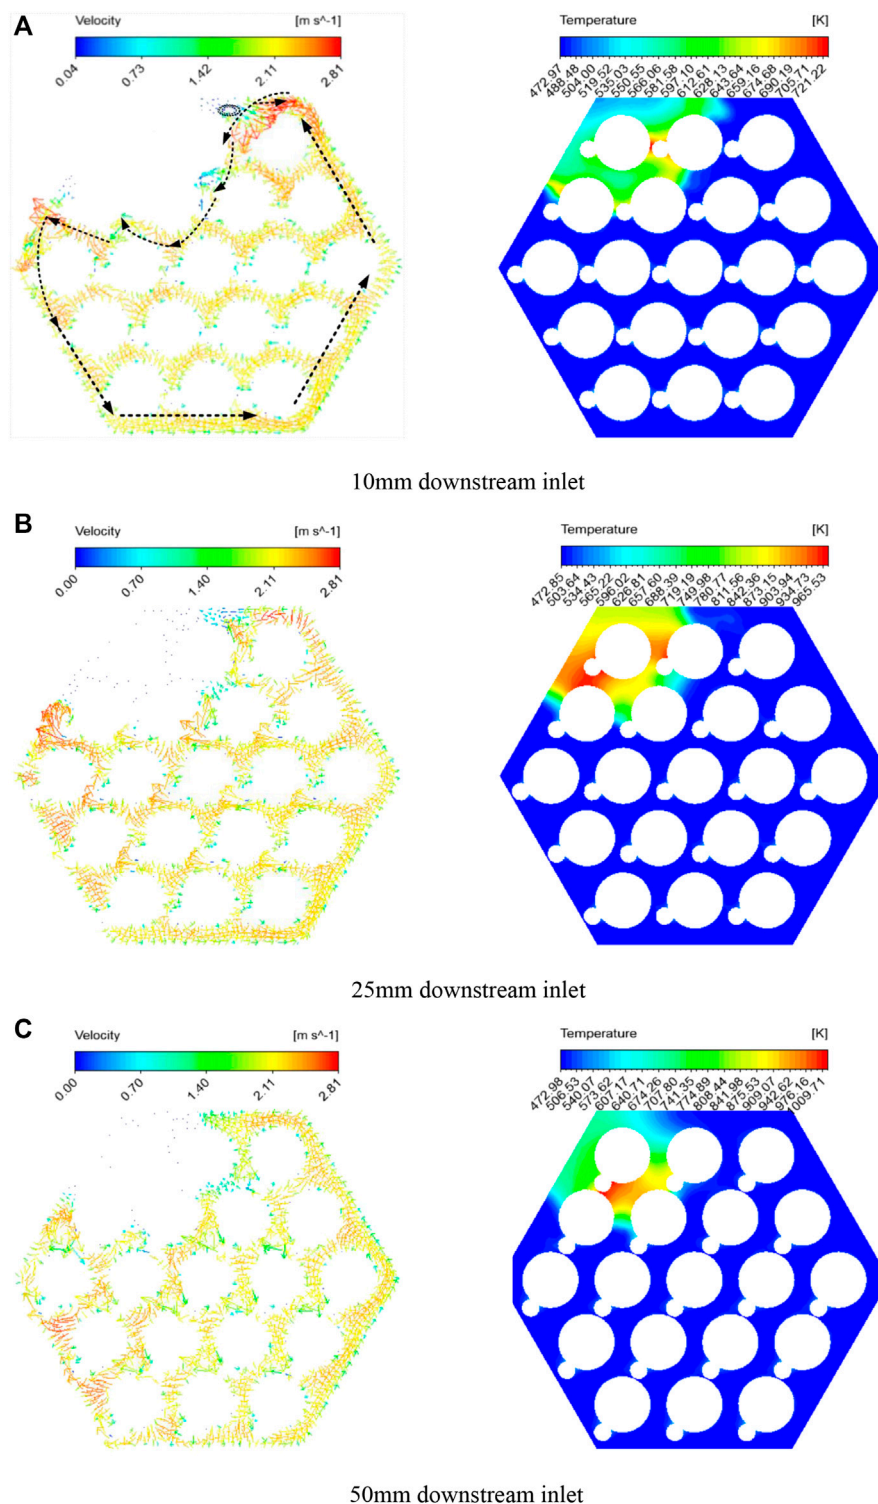 A
Velocity [m s^-1]
0.04 0.73 1.42 2.11 2.81
Temperature [K]
472.97 488.48 504.00 519.52 535.03 550.55 566.06 581.58 597.10 612.61 628.13 643.64 659.16 674.68 690.19 705.71 721.22
10mm downstream inlet
B
Velocity [m s^-1]
0.00 0.70 1.40 2.11 2.81
Temperature [K]
472.85 503.64 534.43 565.22 596.02 626.81 657.60 688.39 719.19 749.98 780.77 811.56 842.36 873.15 903.94 934.73 965.53
25mm downstream inlet
C
Velocity [m s^-1]
0.00 0.70 1.40 2.11 2.81
Temperature [K]
472.98 506.53 540.07 573.62 607.17 640.71 674.26 707.80 741.35 774.89 808.44 841.98 875.53 909.07 942.62 976.16 1009.71
50mm downstream inlet